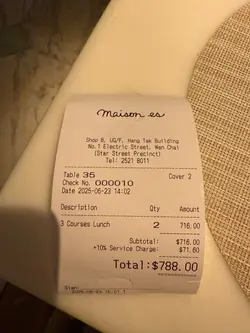 maison es
Shop B, UG/F, Hang Tak Building
No.1 Electric Street, Wan Chai
(Star Street Precinct)
Tel: 2521 8011
Table 35 Cover 2
Check No. 000010
Date 2025-06-23 14:02
Description Qty Amount
3 Courses Lunch 2 716.00
Subtotal: $716.00
+10% Service Charge: $71.60
Total:$788.00